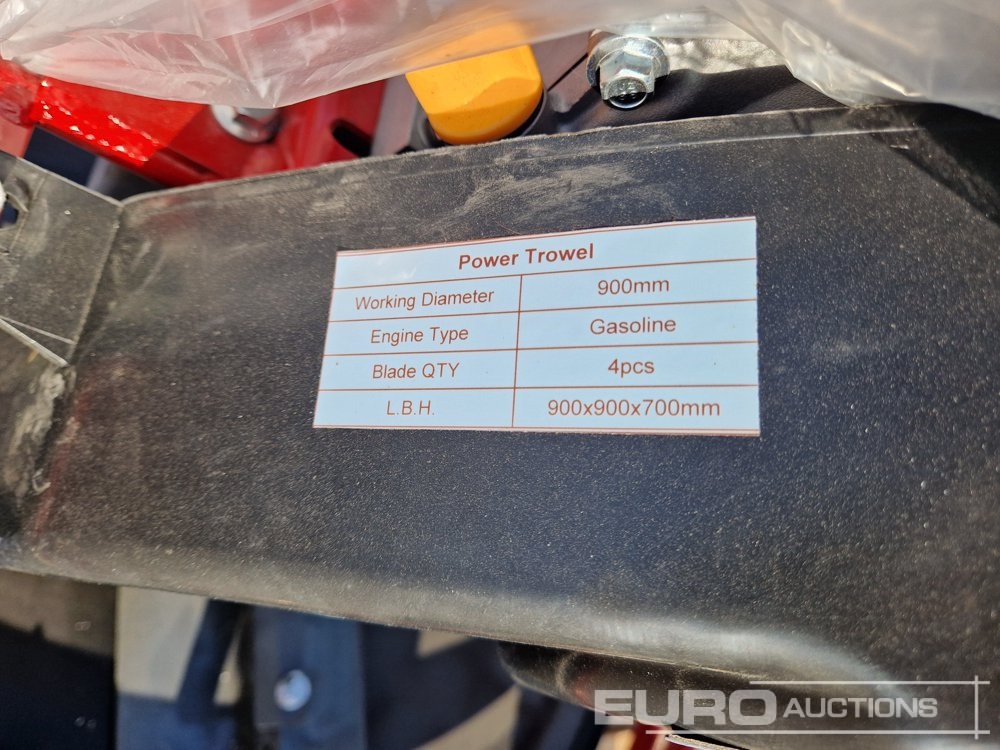 Power Trowel
Working Diameter 900mm
Engine Type Gasoline
Blade QTY 4pcs
L.B.H. 900x900x700mm
EURO AUCTIONS